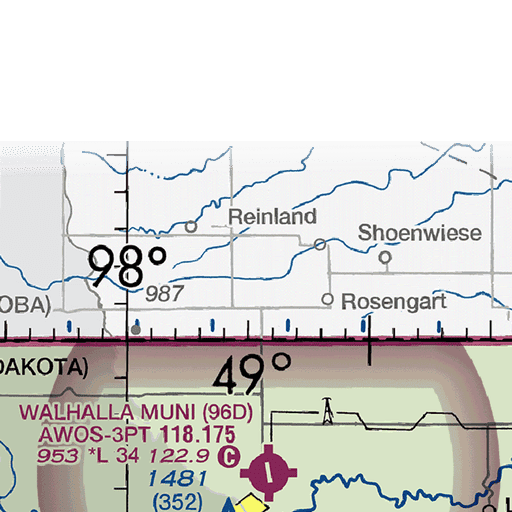 Reinland
Shoenwiese
98°
987
OBA)
Rosengart
DAKOTA)
49°
WALHALLA MUNI (96D)
AWOS-3PT 118.175
953 *L 34 122.9 C
1481
(352)